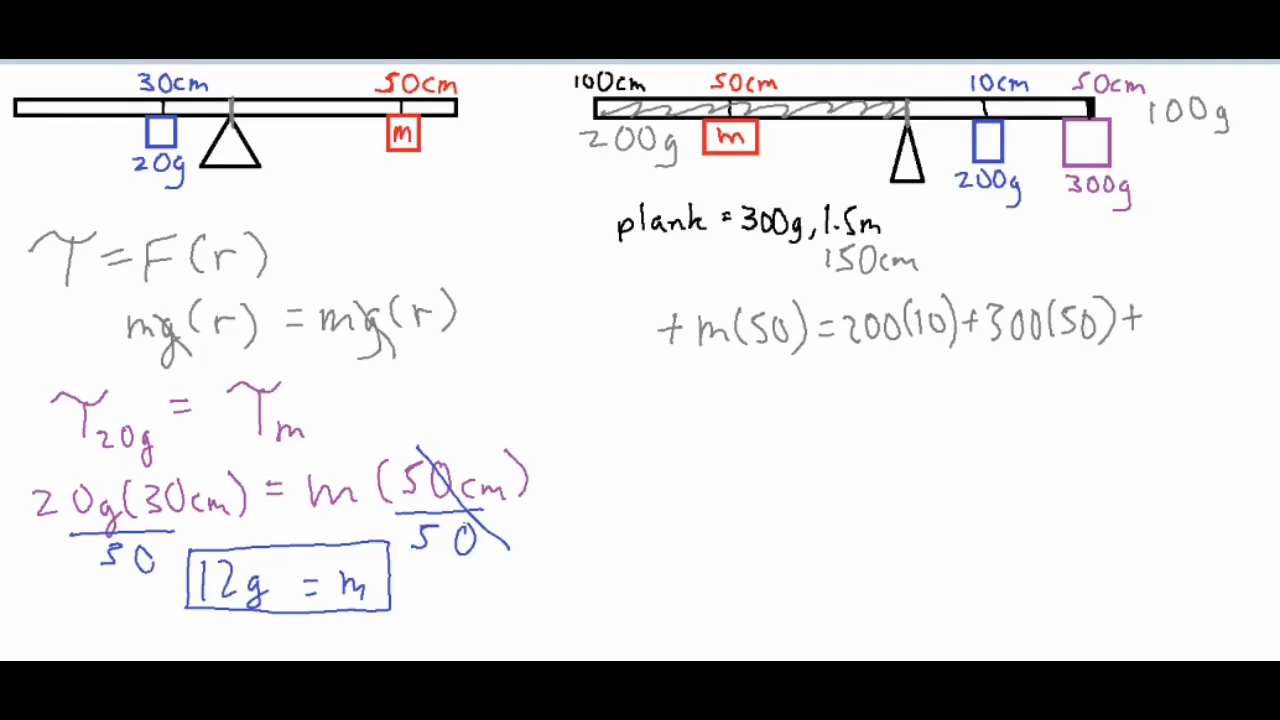 30cm 50cm
m
20g
τ = F(r)
mg(r) = mg(r)
τ20g = τm
20g(30cm) = m(50cm)
50 50
12g = m
100cm 50cm 10cm 50cm
100g
200g m
200g 300g
plank = 300g, 1.5m
150cm
+ m(50) = 200(10) + 300(50) +